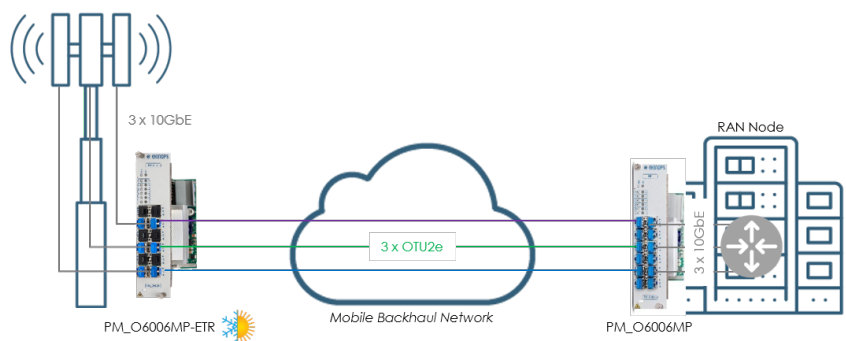 3 x 10GbE
RAN Node
3 x OTU2e
3 x 10GbE
Mobile Backhaul Network
PM_O6006MP-ETR
PM_O6006MP